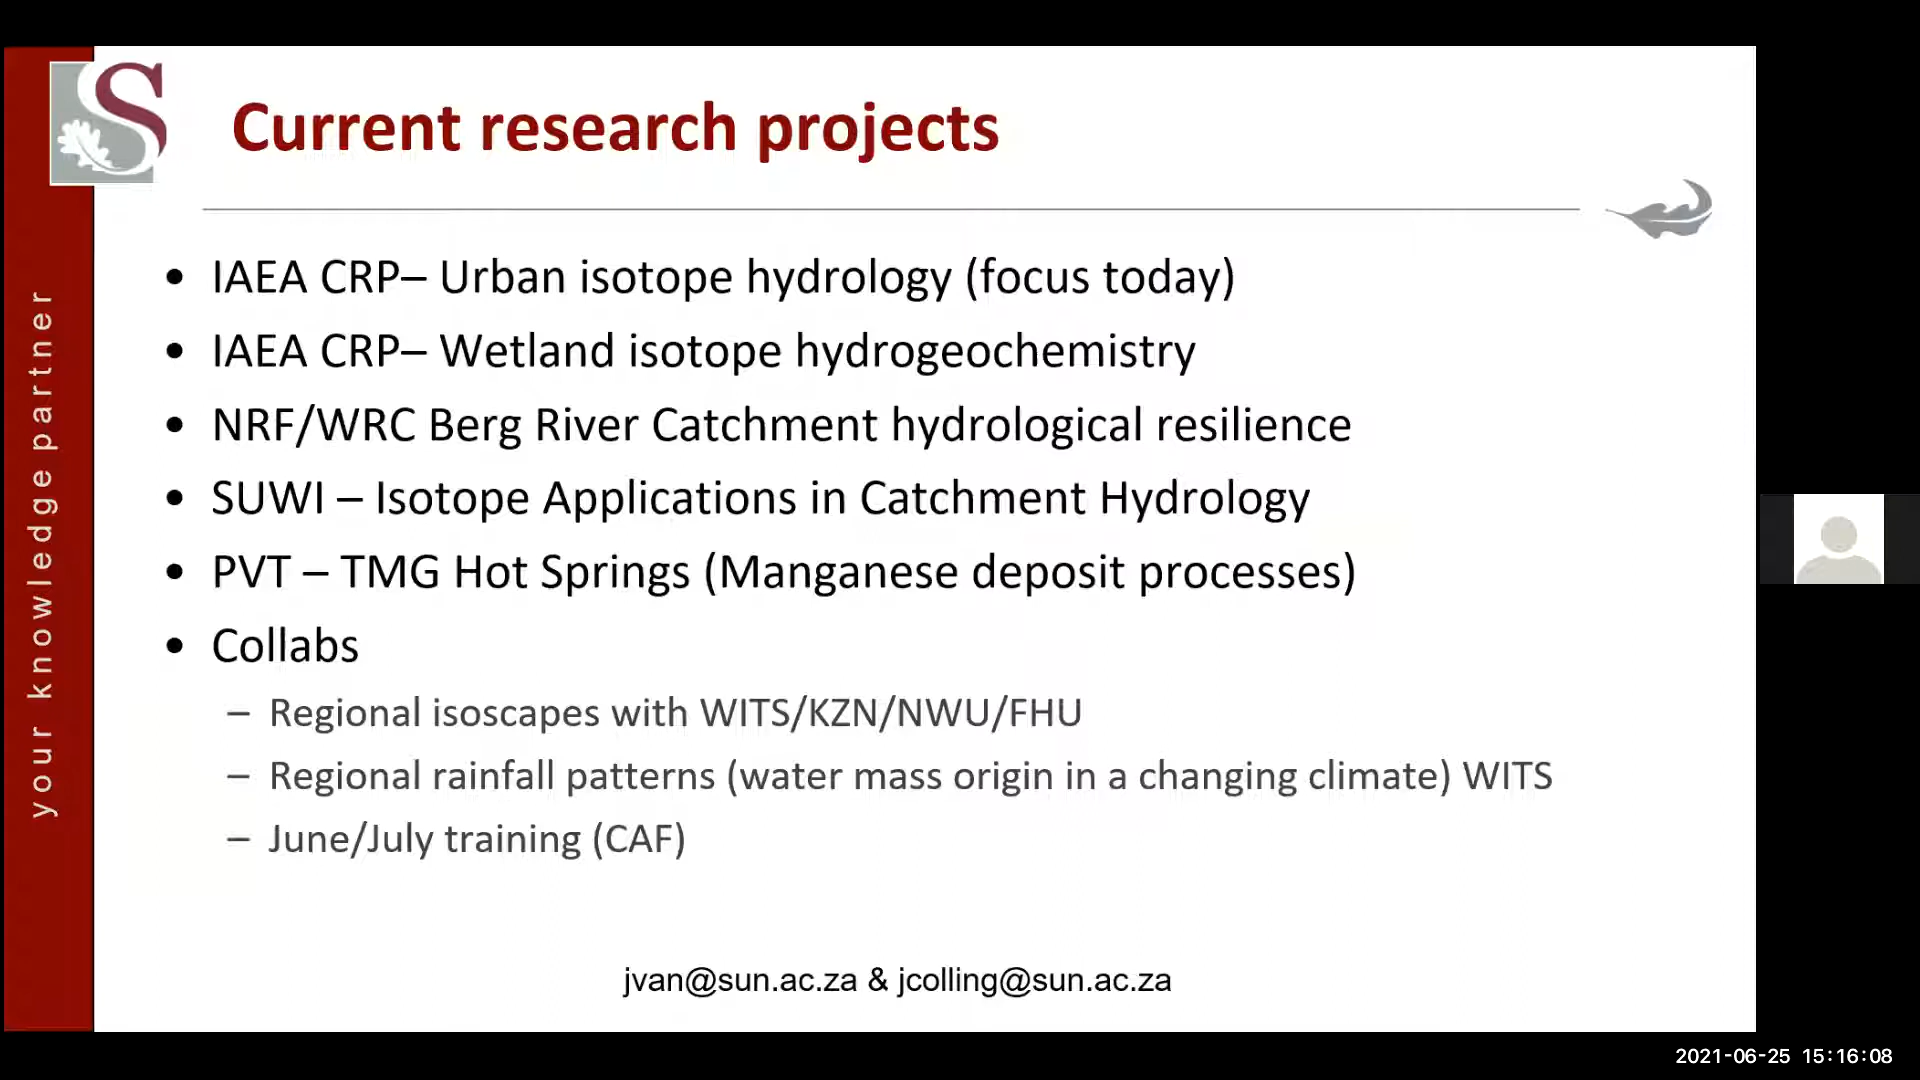 Current research projects
your knowledge partner
• IAEA CRP– Urban isotope hydrology (focus today)
• IAEA CRP– Wetland isotope hydrogeochemistry
• NRF/WRC Berg River Catchment hydrological resilience
• SUWI – Isotope Applications in Catchment Hydrology
• PVT – TMG Hot Springs (Manganese deposit processes)
• Collabs
– Regional isoscapes with WITS/KZN/NWU/FHU
– Regional rainfall patterns (water mass origin in a changing climate) WITS
– June/July training (CAF)
jvan@sun.ac.za & jcolling@sun.ac.za
2021-06-25 15:16:08